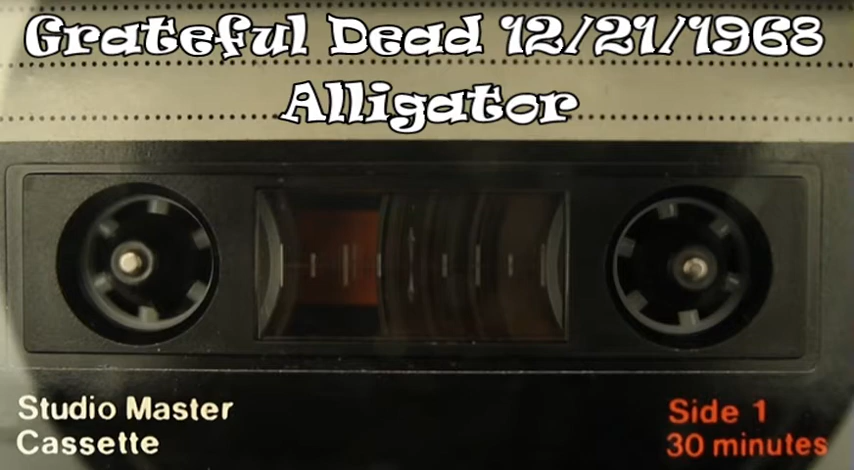 Grateful Dead 12/21/1968
Alligator
Studio Master
Cassette
Side 1
30 minutes